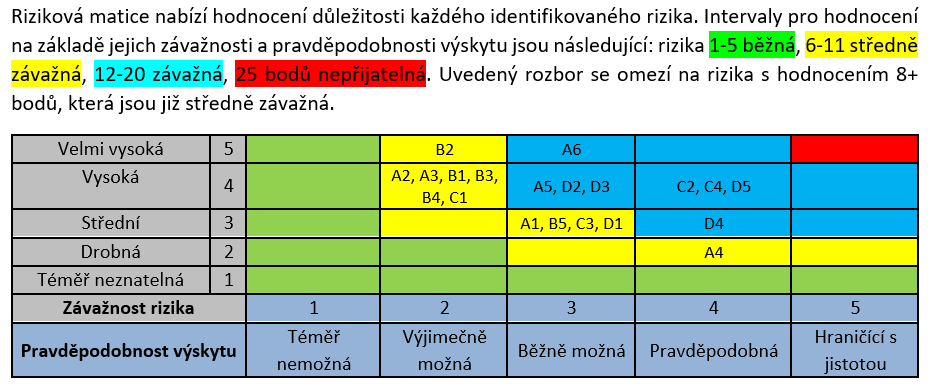 Riziková matice nabízí hodnocení důležitosti každého identifikovaného rizika. Intervaly pro hodnocení
na základě jejich závažnosti a pravděpodobnosti výskytu jsou následující: rizika 1-5 běžná, 6-11 středně
závažná, 12-20 závažná, 25 bodů nepřijatelná. Uvedený rozbor se omezí na rizika s hodnocením 8+
bodů, která jsou již středně závažná.
Velmi vysoká 5 B2 A6
Vysoká 4 A2, A3, B1, B3, A5, D2, D3 C2, C4, D5
B4, C1
Střední 3 A1, B5, C3, D1 D4
Drobná 2 A4
Téměř neznatelná 1
Závažnost rizika 1 2 3 4 5
Pravděpodobnost výskytu Téměř Výjimečně Běžně možná Pravděpodobná Hraničící s
nemožná možná jistotou